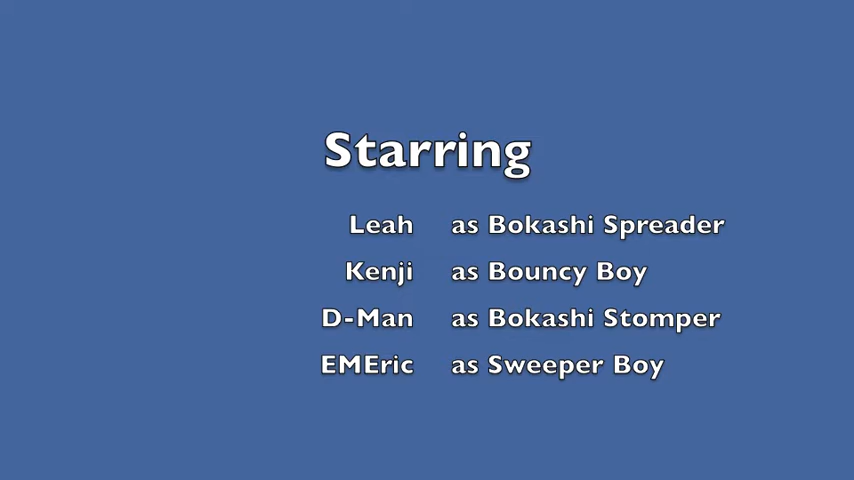 Starring
Leah as Bokashi Spreader
Kenji as Bouncy Boy
D-Man as Bokashi Stomper
EMEric as Sweeper Boy